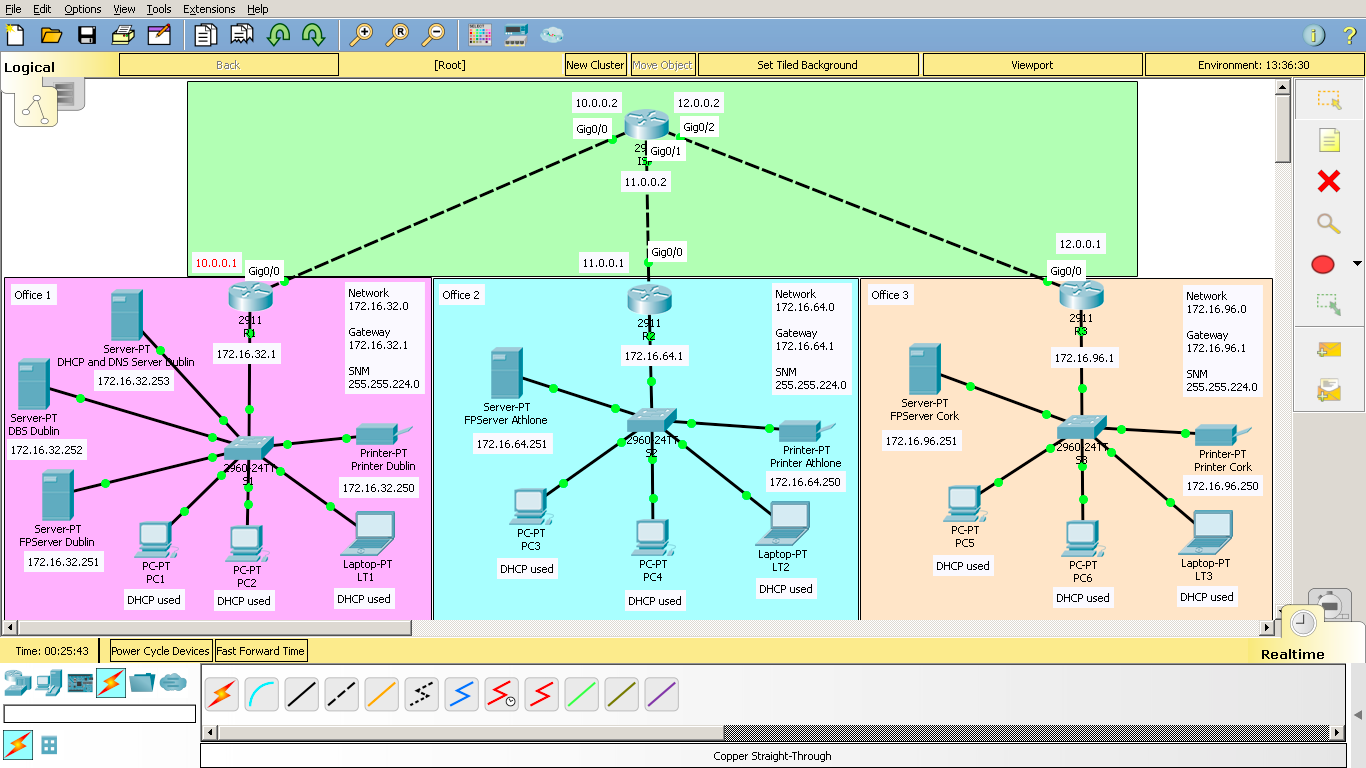 File Edit Options View Tools Extensions Help
Logical Back [Root] New Cluster Move Object Set Tiled Background Viewport Environment: 13:36:30
10.0.0.2 12.0.0.2
Gig0/0 Gig0/2
Gig0/1
11.0.0.2
10.0.0.1 Gig0/0
11.0.0.1 Gig0/0
12.0.0.1
Gig0/0
Office 1
2911
R1
172.16.32.1
Network
172.16.32.0
Gateway
172.16.32.1
SNM
255.255.224.0
Server-PT
DHCP and DNS Server Dublin
172.16.32.253
Server-PT
DBS Dublin
172.16.32.252
Server-PT
FPServer Dublin
172.16.32.251
2960-24TT
S1
Printer-PT
Printer Dublin
172.16.32.250
PC-PT
PC1
DHCP used
PC-PT
PC2
DHCP used
Laptop-PT
LT1
DHCP used
Office 2
2911
R2
172.16.64.1
Network
172.16.64.0
Gateway
172.16.64.1
SNM
255.255.224.0
Server-PT
FPServer Athlone
172.16.64.251
2960-24TT
S2
Printer-PT
Printer Athlone
172.16.64.250
PC-PT
PC3
DHCP used
PC-PT
PC4
DHCP used
Laptop-PT
LT2
DHCP used
Office 3
2911
R3
172.16.96.1
Network
172.16.96.0
Gateway
172.16.96.1
SNM
255.255.224.0
Server-PT
FPServer Cork
172.16.96.251
2960-24TT
S3
Printer-PT
Printer Cork
172.16.96.250
PC-PT
PC5
DHCP used
PC-PT
PC6
DHCP used
Laptop-PT
LT3
DHCP used
Time: 00:25:43 Power Cycle Devices Fast Forward Time
Realtime
Copper Straight-Through